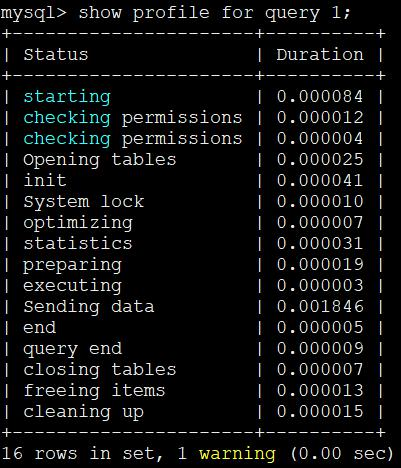 mysql> show profile for query 1;
+----------------------+----------+
| Status               | Duration |
+----------------------+----------+
| starting             | 0.000084 |
| checking permissions | 0.000012 |
| checking permissions | 0.000004 |
| Opening tables       | 0.000025 |
| init                 | 0.000041 |
| System lock          | 0.000010 |
| optimizing           | 0.000007 |
| statistics           | 0.000031 |
| preparing            | 0.000019 |
| executing            | 0.000003 |
| Sending data         | 0.001846 |
| end                  | 0.000005 |
| query end            | 0.000009 |
| closing tables       | 0.000007 |
| freeing items        | 0.000013 |
| cleaning up          | 0.000015 |
+----------------------+----------+
16 rows in set, 1 warning (0.00 sec)